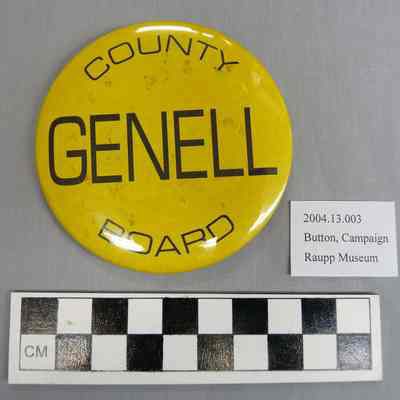 COUNTY
GENELL
BOARD
2004.13.003
Button, Campaign
Raupp Museum
CM